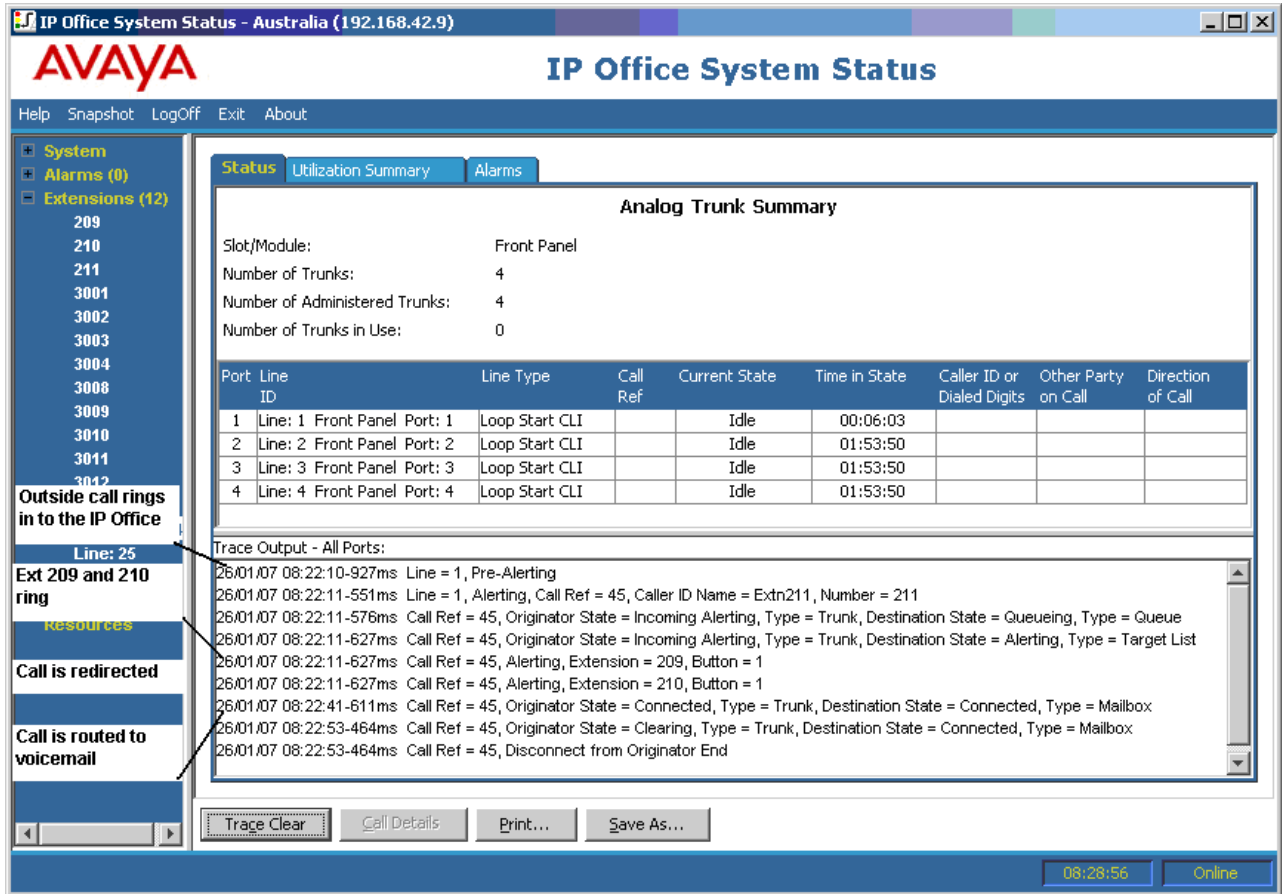 IP Office System Status - Australia (192.168.42.9)
AVAYA
IP Office System Status
Help Snapshot LogOff Exit About
System
Alarms (0)
Extensions (12)
209
210
211
3001
3002
3003
3004
3008
3009
3010
3011
3012
Outside call rings
in to the IP Office
Line: 25
Ext 209 and 210
ring
Resources
Call is redirected
Call is routed to
voicemail
Status Utilization Summary Alarms
Analog Trunk Summary
Slot/Module: Front Panel
Number of Trunks: 4
Number of Administered Trunks: 4
Number of Trunks in Use: 0
Port Line ID Line Type Call Ref Current State Time in State Caller ID or Dialed Digits Other Party on Call Direction of Call
1 Line: 1 Front Panel Port: 1 Loop Start CLI Idle 00:06:03
2 Line: 2 Front Panel Port: 2 Loop Start CLI Idle 01:53:50
3 Line: 3 Front Panel Port: 3 Loop Start CLI Idle 01:53:50
4 Line: 4 Front Panel Port: 4 Loop Start CLI Idle 01:53:50
Trace Output - All Ports:
26/01/07 08:22:10-927ms Line = 1, Pre-Alerting
26/01/07 08:22:11-551ms Line = 1, Alerting, Call Ref = 45, Caller ID Name = Extn211, Number = 211
26/01/07 08:22:11-576ms Call Ref = 45, Originator State = Incoming Alerting, Type = Trunk, Destination State = Queueing, Type = Queue
26/01/07 08:22:11-627ms Call Ref = 45, Originator State = Incoming Alerting, Type = Trunk, Destination State = Alerting, Type = Target List
26/01/07 08:22:11-627ms Call Ref = 45, Alerting, Extension = 209, Button = 1
26/01/07 08:22:11-627ms Call Ref = 45, Alerting, Extension = 210, Button = 1
26/01/07 08:22:41-611ms Call Ref = 45, Originator State = Connected, Type = Trunk, Destination State = Connected, Type = Mailbox
26/01/07 08:22:53-464ms Call Ref = 45, Originator State = Clearing, Type = Trunk, Destination State = Connected, Type = Mailbox
26/01/07 08:22:53-464ms Call Ref = 45, Disconnect from Originator End
Trace Clear Call Details Print... Save As...
08:28:56 Online